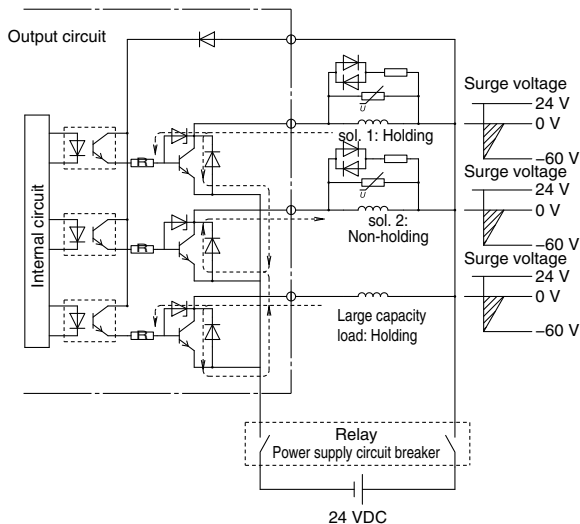 Output circuit
Internal circuit
R
R
R
U
sol. 1: Holding
U
sol. 2:
Non-holding
Large capacity
load: Holding
Surge voltage
24 V
0 V
−60 V
Surge voltage
24 V
0 V
−60 V
Surge voltage
24 V
0 V
−60 V
Relay
Power supply circuit breaker
24 VDC